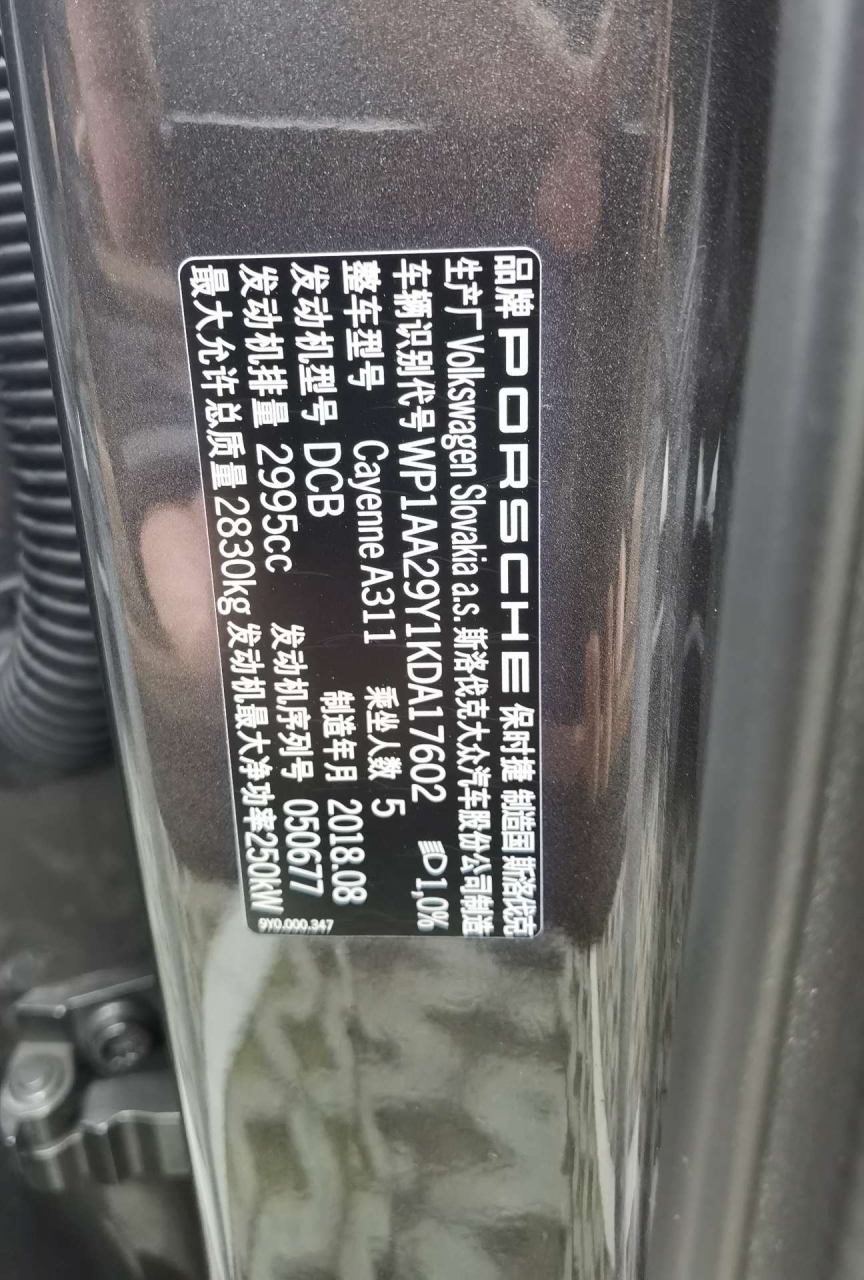 品牌 PORSCHE 保时捷 制造国 斯洛伐克
生产厂 Volkswagen Slovakia a.s. 斯洛伐克大众汽车股份公司制造
车辆识别代号 WP1AA29Y1KDA17602 1,0%
整车型号 Cayenne A311 乘坐人数 5
发动机型号 DCB 制造年月 2018.08
发动机排量 2995cc 发动机序列号 050677
最大允许总质量 2830kg 发动机最大净功率 250kW
9Y0.000.347